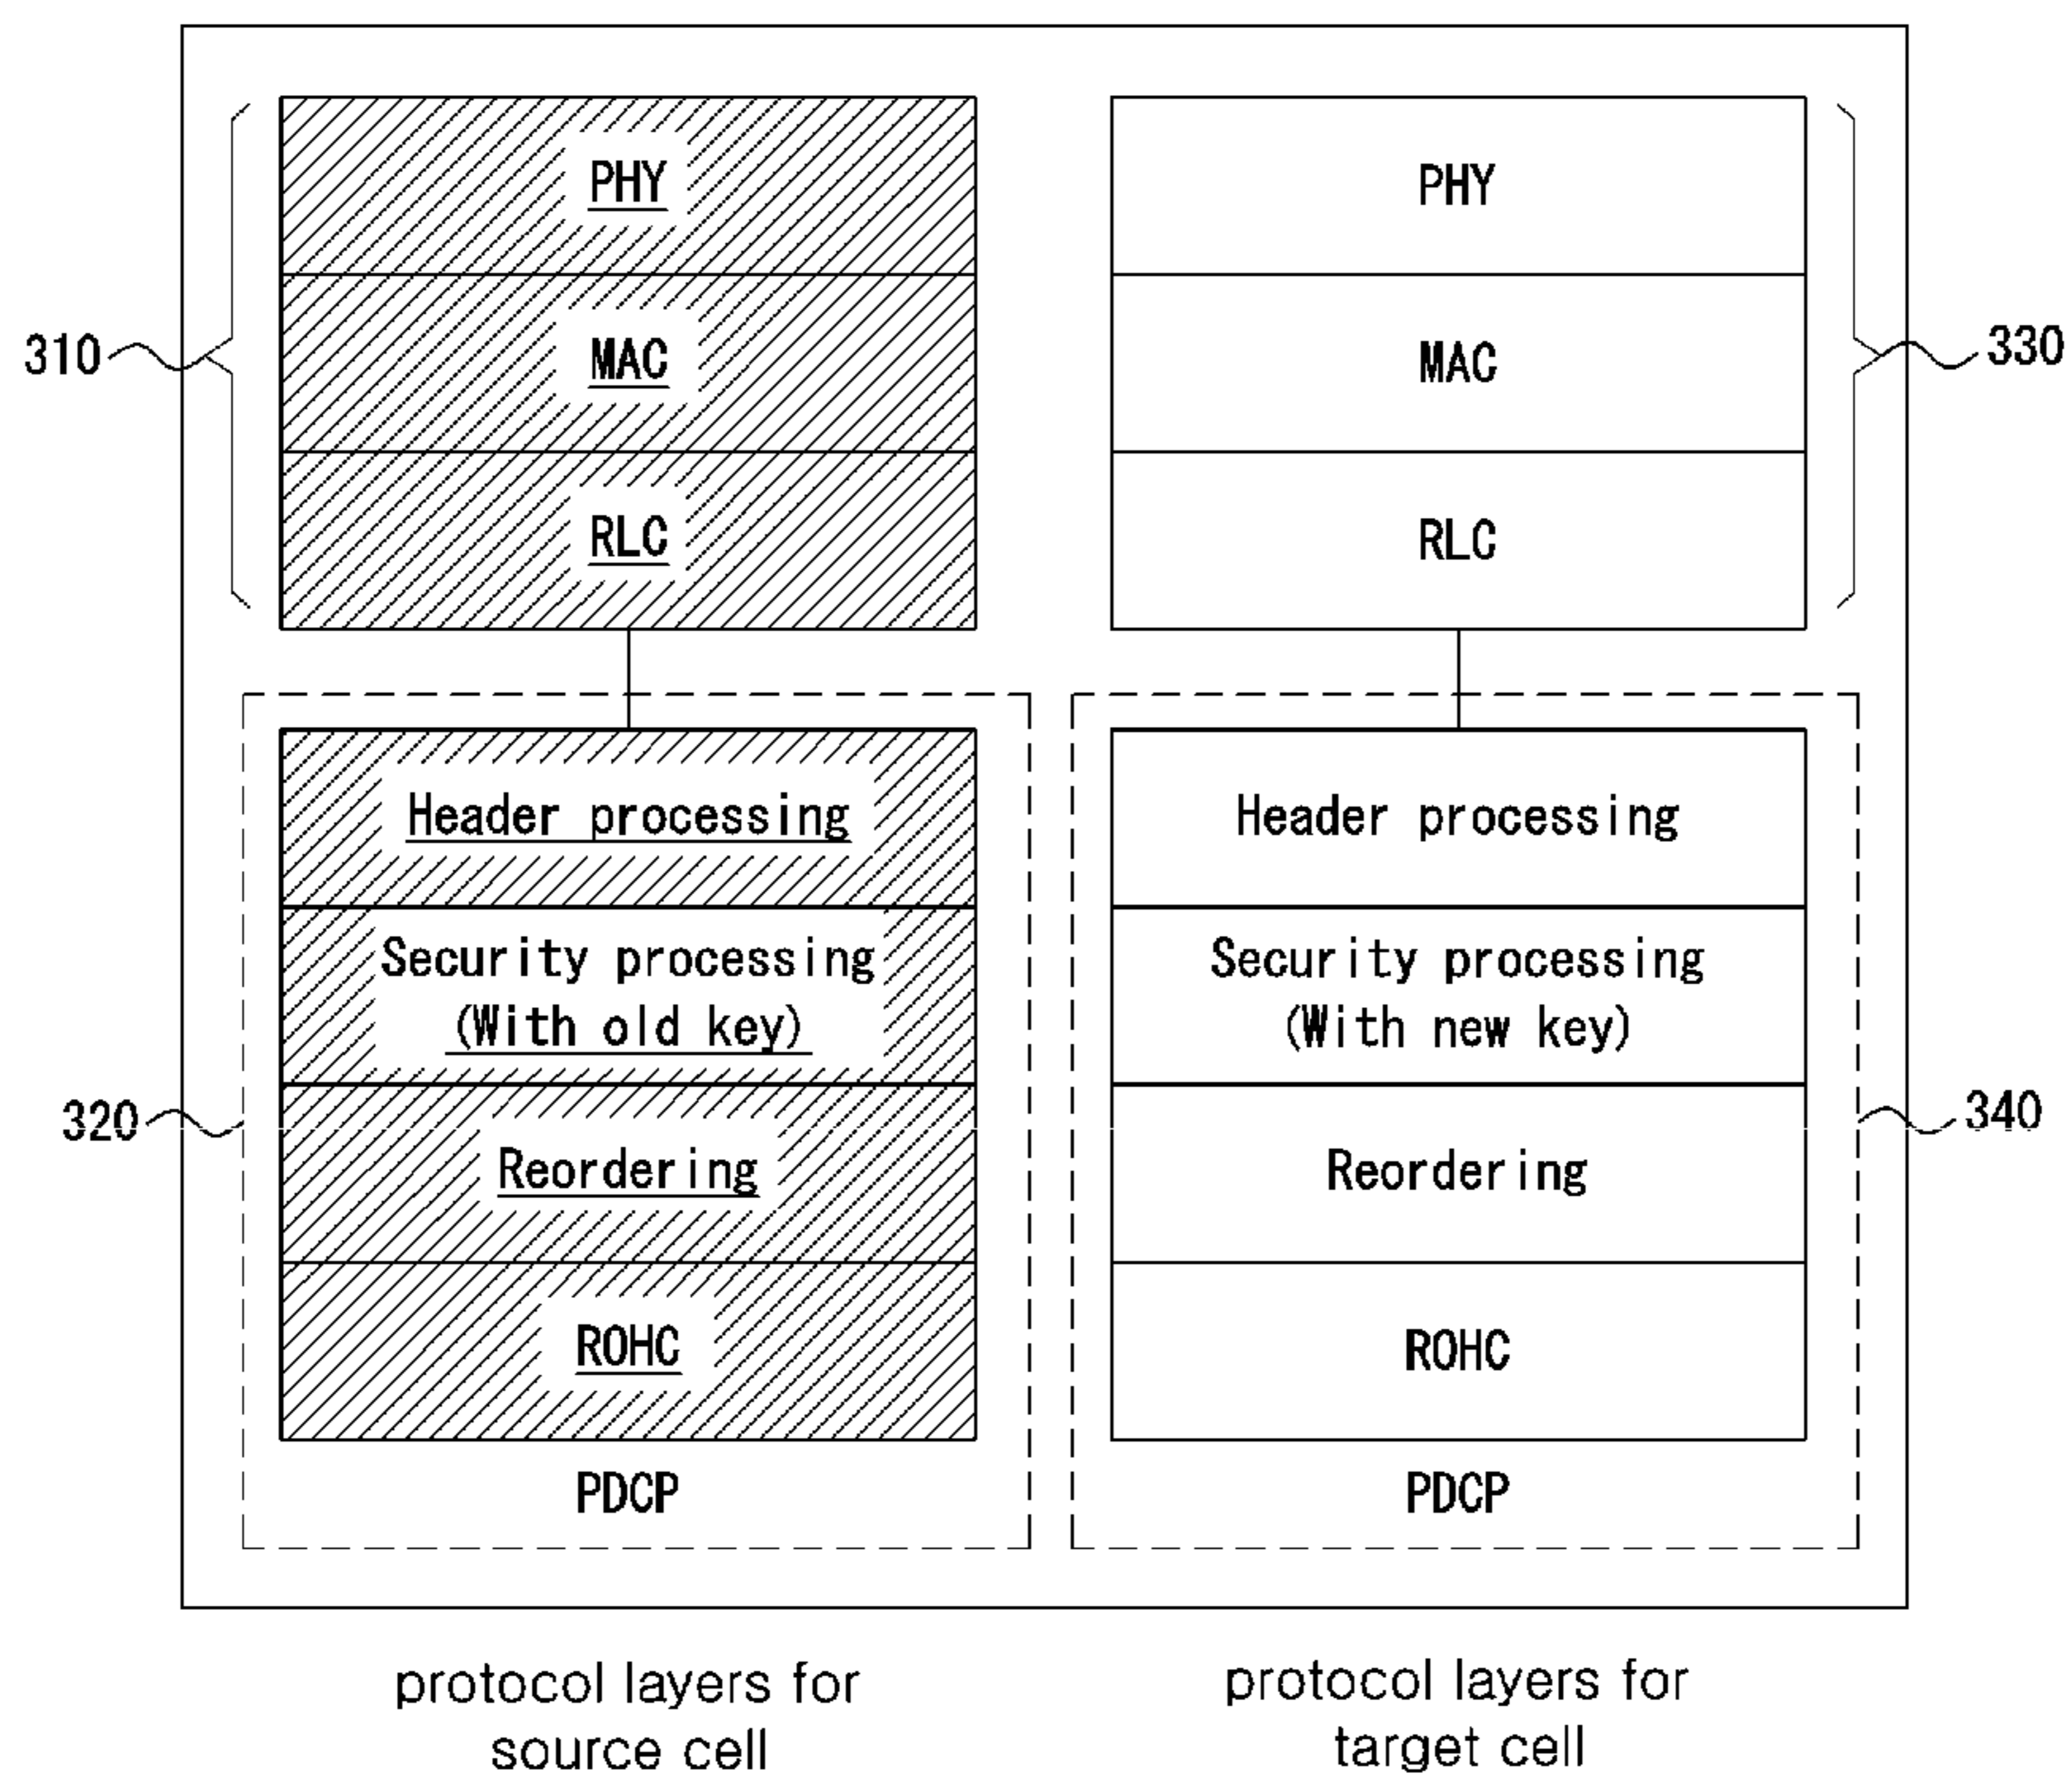 PHY
MAC
RLC
310
Header processing
Security processing
(With old key)
Reordering
ROHC
PDCP
320
protocol layers for
source cell
PHY
MAC
RLC
330
Header processing
Security processing
(With new key)
Reordering
ROHC
PDCP
340
protocol layers for
target cell